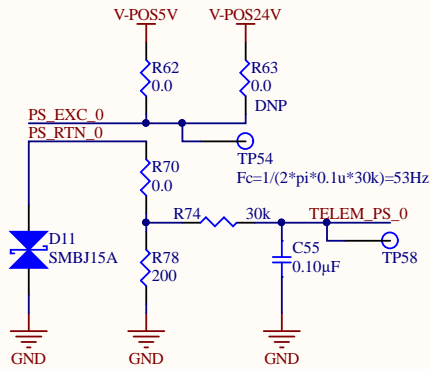 V-POS5V
V-POS24V
R62
0.0
R63
0.0
DNP
PS_EXC_0
PS_RTN_0
TP54
Fc=1/(2*pi*0.1u*30k)=53Hz
R70
0.0
R74
30k
TELEM_PS_0
D11
SMBJ15A
R78
200
C55
0.10µF
TP58
GND
GND
GND